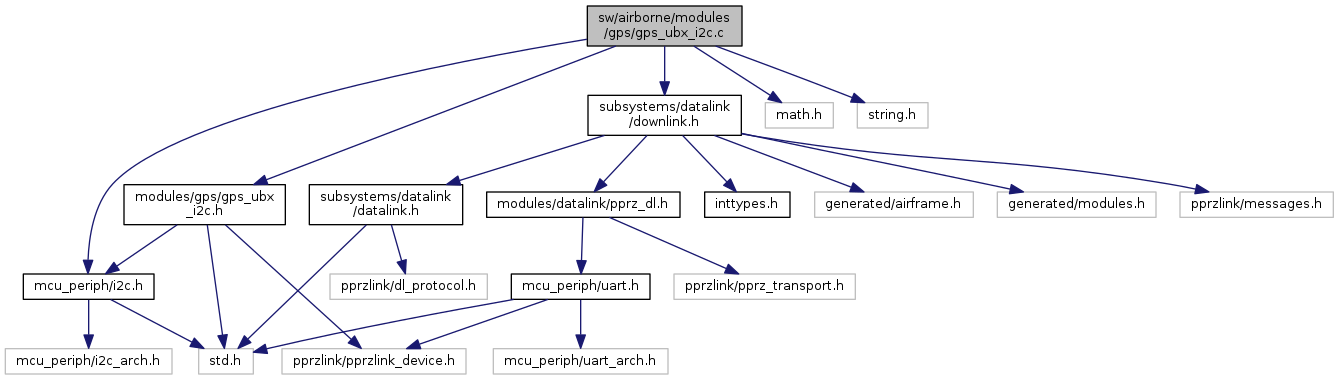 sw/airborne/modules
/gps/gps_ubx_i2c.c
subsystems/datalink
/downlink.h
math.h
string.h
modules/gps/gps_ubx
_i2c.h
subsystems/datalink
/datalink.h
modules/datalink/pprz_dl.h
inttypes.h
generated/airframe.h
generated/modules.h
pprzlink/messages.h
mcu_periph/i2c.h
pprzlink/dl_protocol.h
mcu_periph/uart.h
pprzlink/pprz_transport.h
mcu_periph/i2c_arch.h
std.h
pprzlink/pprzlink_device.h
mcu_periph/uart_arch.h